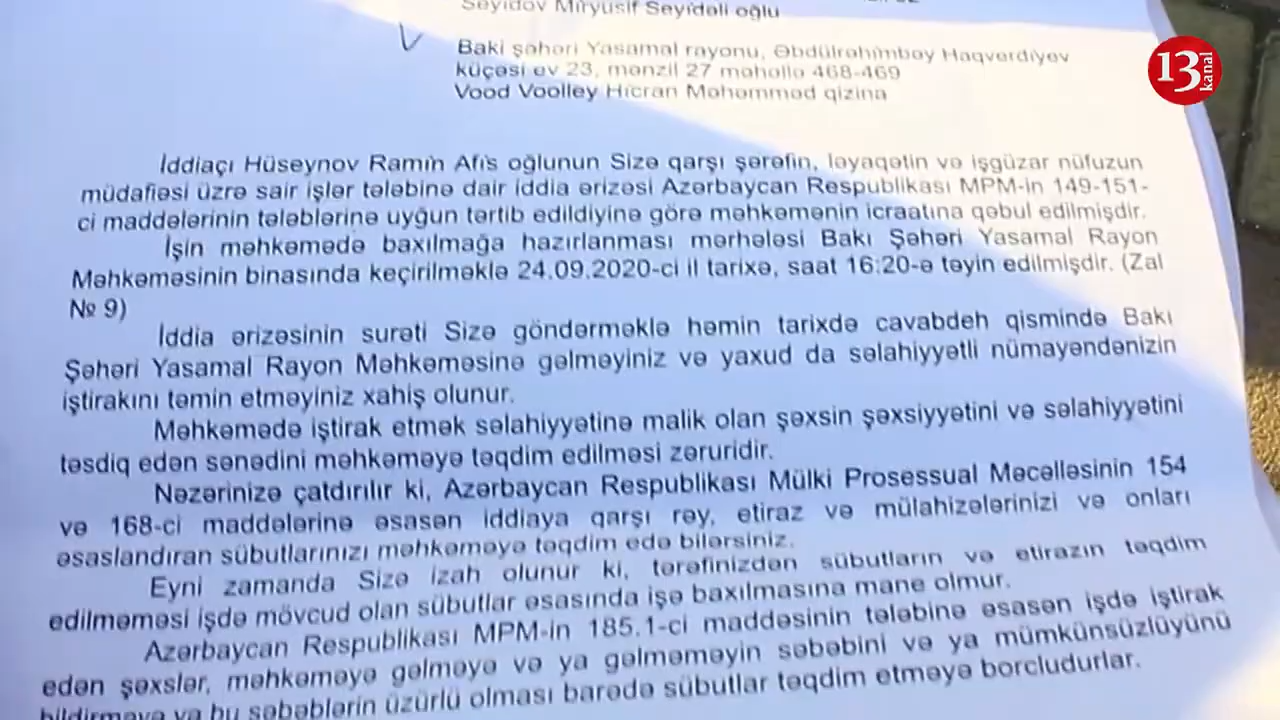 Seyidov Miryusif Seyidəli oğlu
Bakı şəhəri Yasamal rayonu, Əbdülrəhimbəy Haqverdiyev
küçəsi ev 23, mənzil 27 məhəllə 468-469
Vood Voolley Hicran Məhəmməd qizina
13
kanal
İddiaçı Hüseynov Ramin Afis oğlunun Sizə qarşı şərəfin, ləyaqətin və işgüzar nüfuzun
müdafiəsi üzrə sair işlər tələbinə dair iddia ərizəsi Azərbaycan Respublikası MPM-in 149-151-
ci maddələrinin tələblərinə uyğun tərtib edildiyinə görə məhkəmənin icraatına qəbul edilmişdir.
İşin məhkəmədə baxılmağa hazırlanması mərhələsi Bakı Şəhəri Yasamal Rayon
Məhkəməsinin binasında keçirilməklə 24.09.2020-ci il tarixə, saat 16:20-ə təyin edilmişdir. (Zal
№ 9)
İddia ərizəsinin surəti Sizə göndərməklə həmin tarixdə cavabdeh qismində Bakı
Şəhəri Yasamal Rayon Məhkəməsinə gəlməyiniz və yaxud da səlahiyyətli nümayəndənizin
iştirakını təmin etməyiniz xahiş olunur.
Məhkəmədə iştirak etmək səlahiyyətinə malik olan şəxsin şəxsiyyətini və səlahiyyətini
təsdiq edən sənədini məhkəməyə təqdim edilməsi zəruridir.
Nəzərinizə çatdırılır ki, Azərbaycan Respublikası Mülki Prosessual Məcəlləsinin 154
və 168-ci maddələrinə əsasən iddiaya qarşı rəy, etiraz və mülahizələrinizi və onları
əsaslandıran sübutlarınızı məhkəməyə təqdim edə bilərsiniz.
Eyni zamanda Sizə izah olunur ki, tərəfinizdən sübutların və etirazın təqdim
edilməməsi işdə mövcud olan sübutlar əsasında işə baxılmasına mane olmur.
Azərbaycan Respublikası MPM-in 185.1-ci maddəsinin tələbinə əsasən işdə iştirak
edən şəxslər, məhkəməyə gəlməyə və ya gəlməməyin səbəbini və ya mümkünsüzlüyünü
bildirməyə və bu səbəblərin üzürlü olması barədə sübutlar təqdim etməyə borcludurlar.